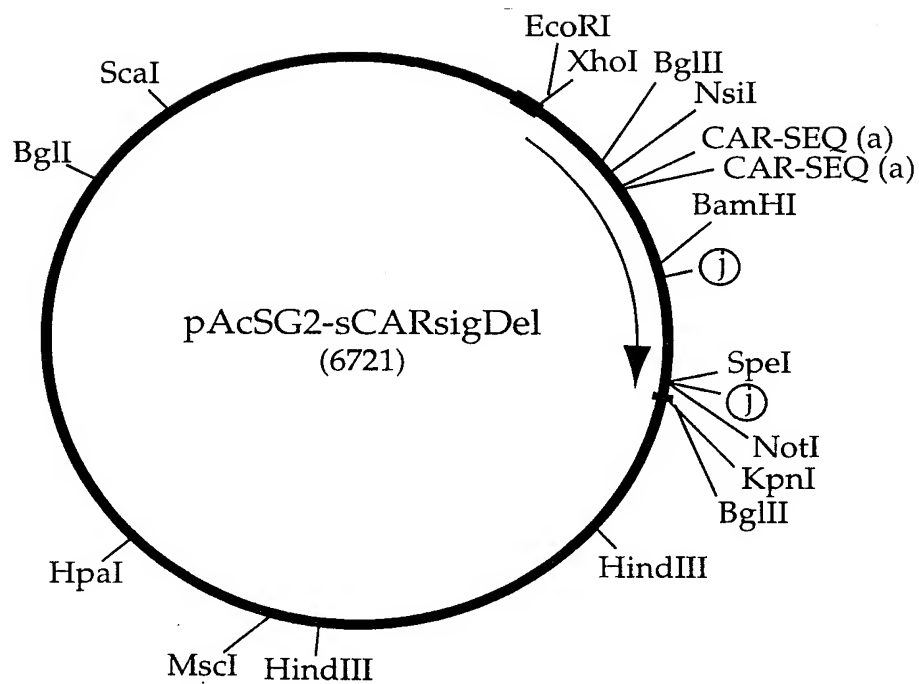 EcoRI
XhoI
BglII
NsiI
CAR-SEQ (a)
CAR-SEQ (a)
BamHI
j
SpeI
j
NotI
KpnI
BglII
HindIII
HindIII
MscI
HpaI
BglI
ScaI
pAcSG2-sCARsigDel
(6721)